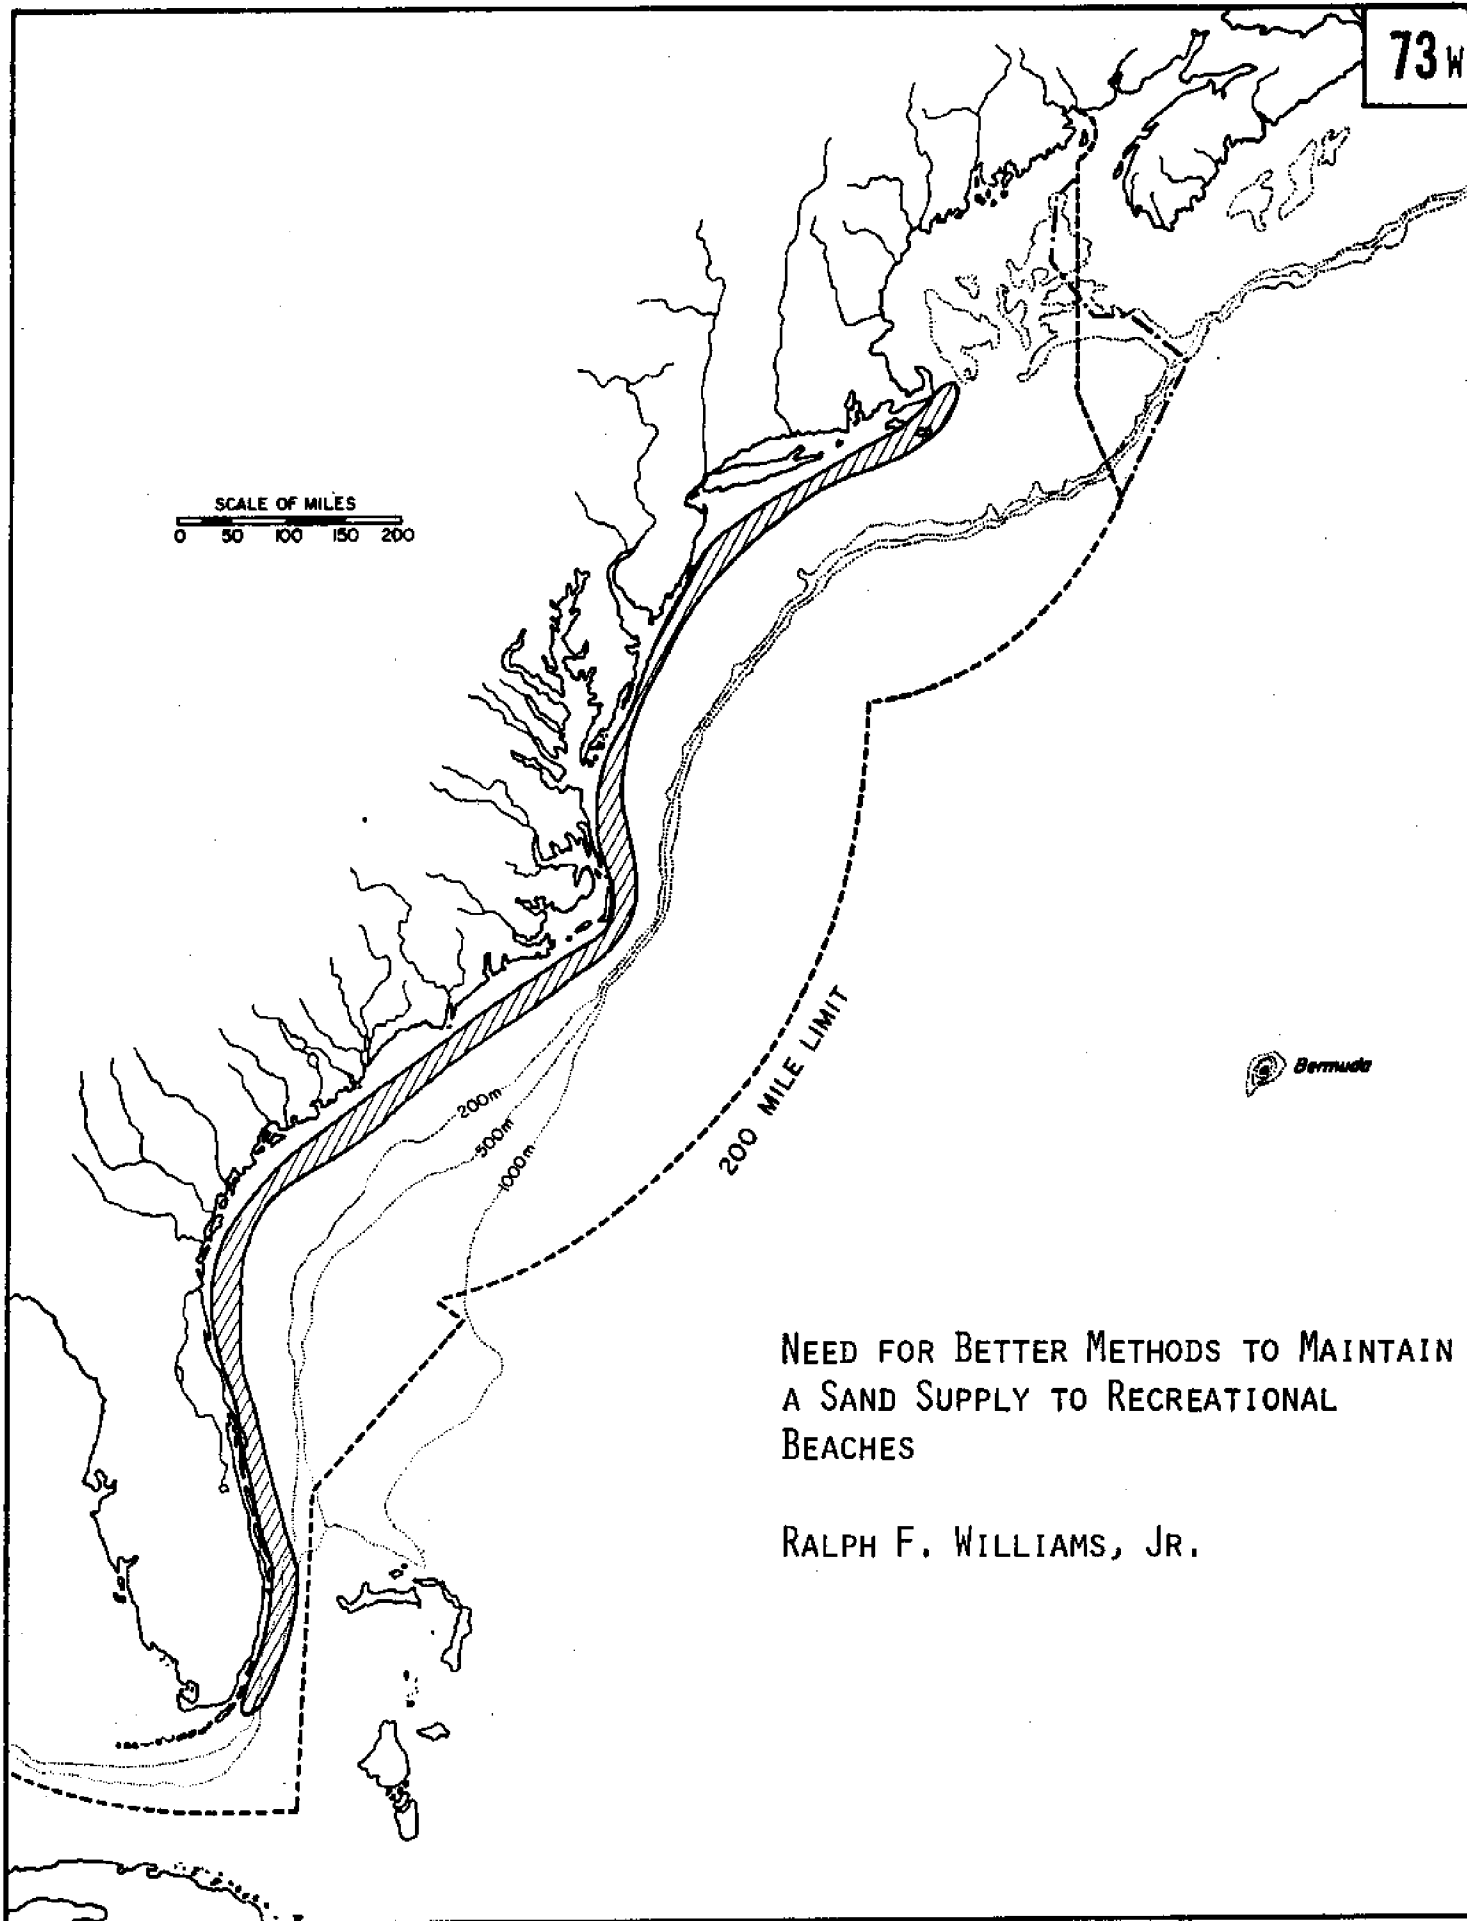 73 W
SCALE OF MILES
0 50 100 150 200
200 MILE LIMIT
Bermuda
200m
500m
1000m
NEED FOR BETTER METHODS TO MAINTAIN
A SAND SUPPLY TO RECREATIONAL
BEACHES
RALPH F. WILLIAMS, JR.